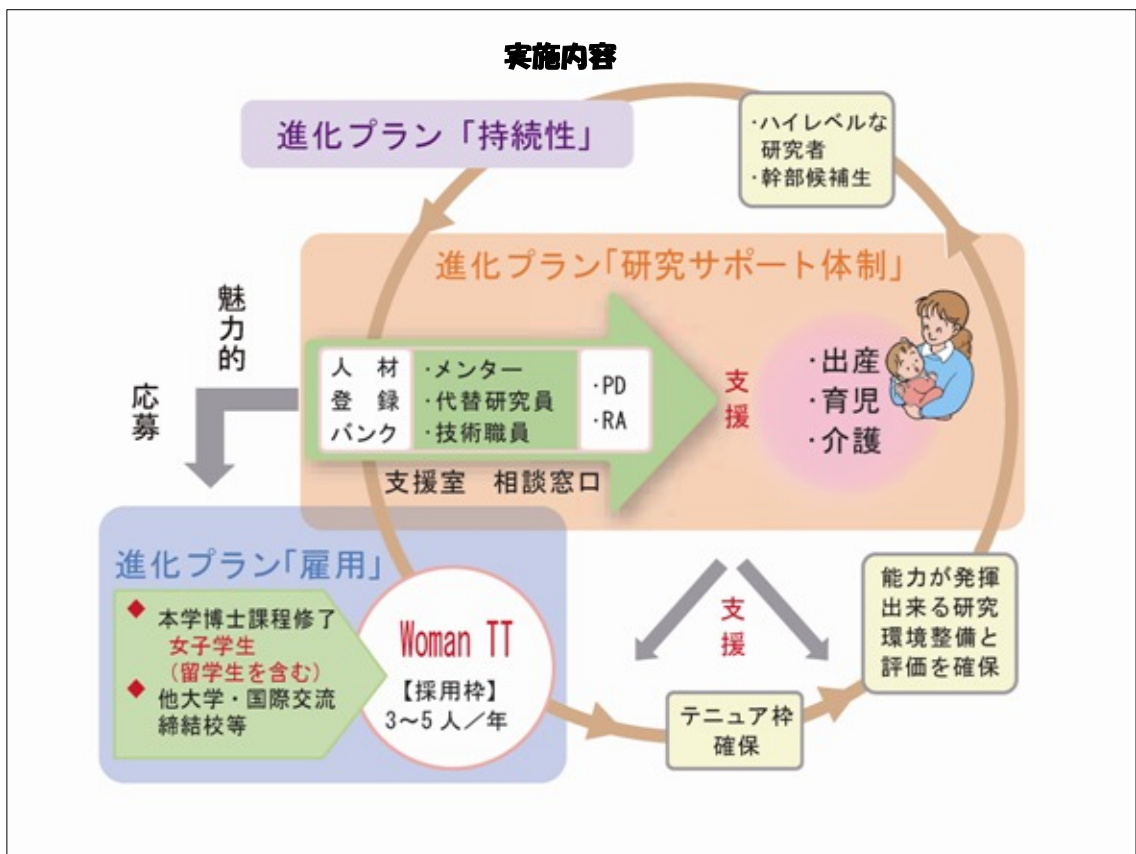 実施内容
進化プラン「持続性」
・ハイレベルな
研究者
・幹部候補生
進化プラン「研究サポート体制」
魅力的
応募
人材
登録
バンク
・メンター
・代替研究員
・技術職員
・PD
・RA
支援
・出産
・育児
・介護
支援室 相談窓口
進化プラン「雇用」
◆ 本学博士課程修了
女子学生
(留学生を含む)
◆ 他大学・国際交流
締結校等
Woman TT
【採用枠】
3～5人／年
支援
テニュア枠
確保
能力が発揮
出来る研究
環境整備と
評価を確保